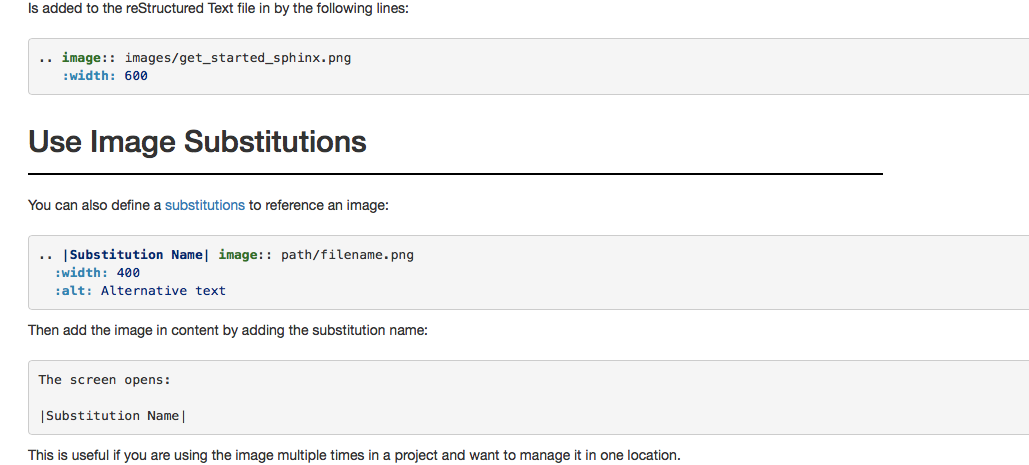 Is added to the reStructured Text file in by the following lines:
.. image:: images/get_started_sphinx.png
   :width: 600
Use Image Substitutions
You can also define a substitutions to reference an image:
.. |Substitution Name| image:: path/filename.png
  :width: 400
  :alt: Alternative text
Then add the image in content by adding the substitution name:
The screen opens:
|Substitution Name|
This is useful if you are using the image multiple times in a project and want to manage it in one location.